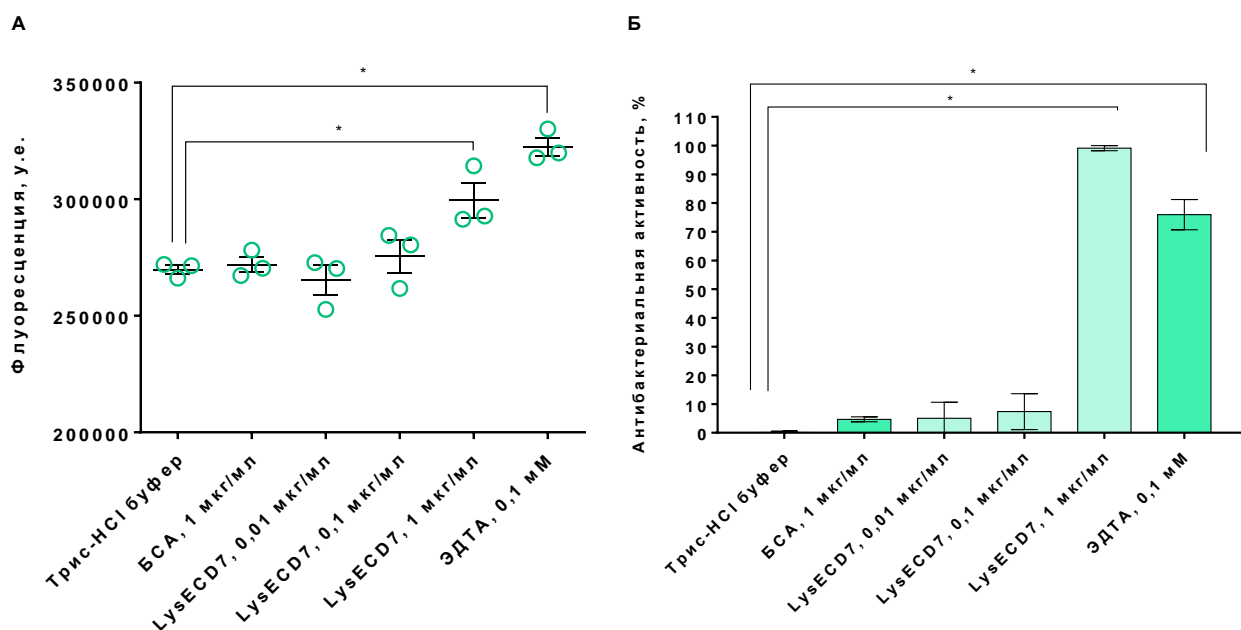 А
Флуоресценция, у.е.
350000
300000
250000
200000
*
*
Трис-HCl буфер
БСА, 1 мкг/мл
LysECD7, 0,01 мкг/мл
LysECD7, 0,1 мкг/мл
LysECD7, 1 мкг/мл
ЭДТА, 0,1 мМ
Б
Антибактериальная активность, %
110
100
90
80
70
60
50
40
30
20
10
0
*
*
Трис-HCl буфер
БСА, 1 мкг/мл
LysECD7, 0,01 мкг/мл
LysECD7, 0,1 мкг/мл
LysECD7, 1 мкг/мл
ЭДТА, 0,1 мМ